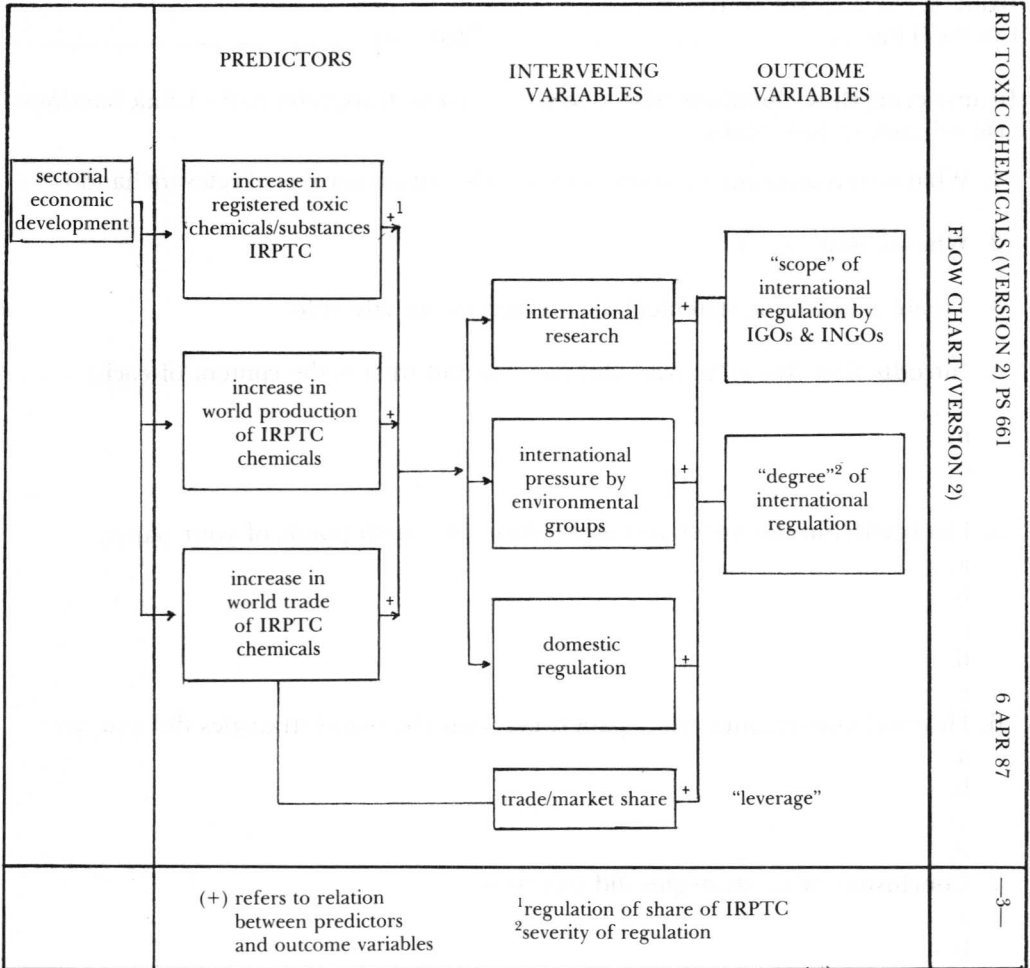 RD TOXIC CHEMICALS (VERSION 2) PS 661
6 APR 87
—3—
FLOW CHART (VERSION 2)
PREDICTORS
INTERVENING
VARIABLES
OUTCOME
VARIABLES
sectorial
economic
development
increase in
registered toxic
chemicals/substances
IRPTC
+1
increase in
world production
of IRPTC
chemicals
+
increase in
world trade
of IRPTC
chemicals
+
international
research
+
international
pressure by
environmental
groups
+
domestic
regulation
+
trade/market share
+
"leverage"
“scope” of
international
regulation by
IGOs & INGOs
“degree”2 of
international
regulation
(+) refers to relation
between predictors
and outcome variables
1regulation of share of IRPTC
2severity of regulation